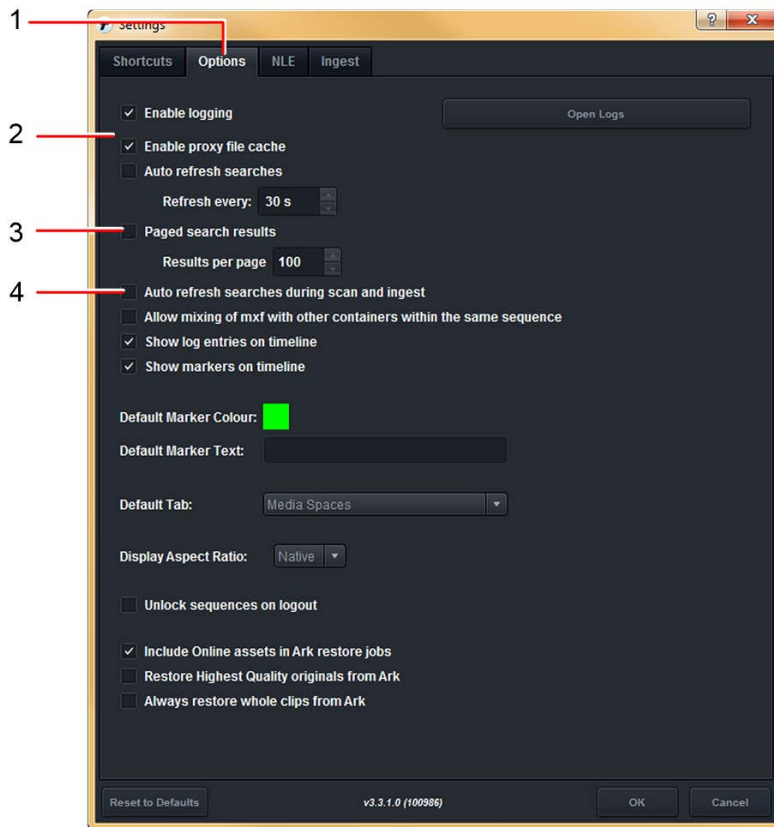 1
Settings
Shortcuts Options NLE Ingest
Enable logging Open Logs
2
Enable proxy file cache
Auto refresh searches
Refresh every: 30 s
3 Paged search results
Results per page 100
4 Auto refresh searches during scan and ingest
Allow mixing of mxf with other containers within the same sequence
Show log entries on timeline
Show markers on timeline
Default Marker Colour:
Default Marker Text:
Default Tab: Media Spaces
Display Aspect Ratio: Native
Unlock sequences on logout
Include Online assets in Ark restore jobs
Restore Highest Quality originals from Ark
Always restore whole clips from Ark
Reset to Defaults v3.3.1.0 (100986) OK Cancel